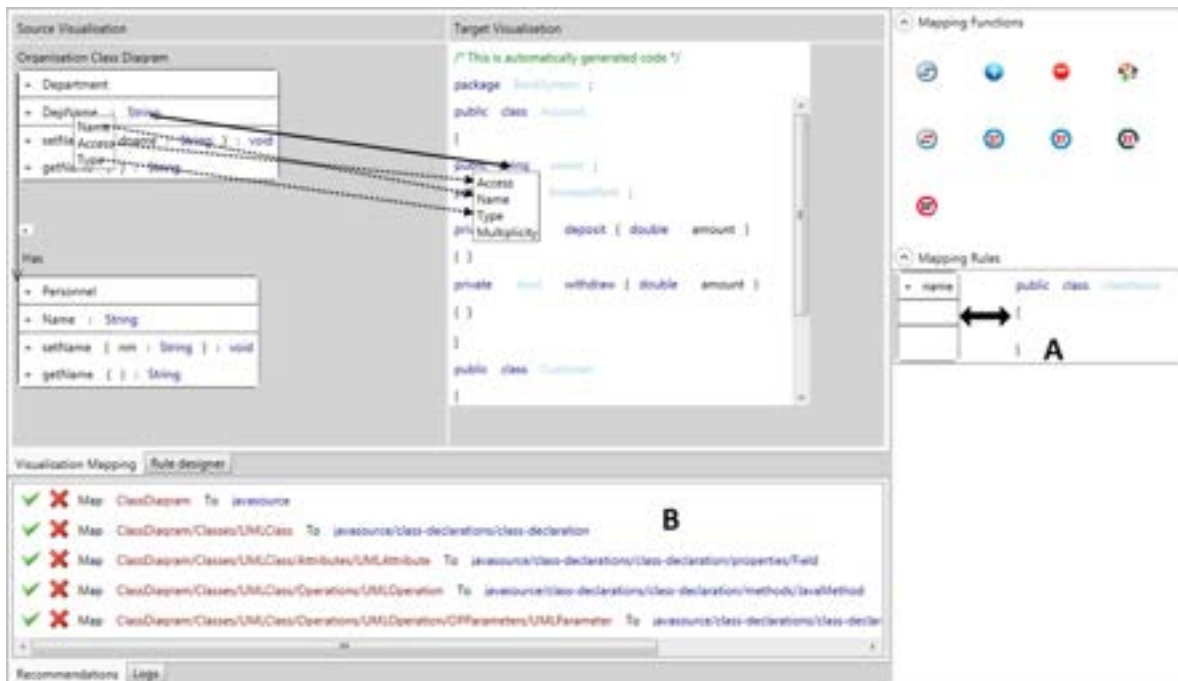 Source Visualisation
Organisation Class Diagram
+ Department
+ DeptName : String
Name
Access
Type
: void
: String
Has
+ Personnel
+ Name : String
+ setName ( nm : String ) : void
+ getName ( ) : String
Target Visualisation
/* This is automatically generated code */
package ;
public class
{
public ;
Access
Name
Type
Multiplicity
deposit ( double amount )
{ }
private withdraw ( double amount )
{ }
}
public class Customer
{
Mapping Functions
Mapping Rules
+ name
public class
{
}
A
Visualisation Mapping Rule designer
Map ClassDiagram To javasource
Map ClassDiagram/Classes/UMLClass To javasource/class-declarations/class-declaration
Map ClassDiagram/Classes/UMLClass/Attributes/UMLAttribute To javasource/class-declarations/class-declaration/properties/Field
Map ClassDiagram/Classes/UMLClass/Operations/UMLOperation To javasource/class-declarations/class-declaration/methods/JavaMethod
Map ClassDiagram/Classes/UMLClass/Operations/UMLOperation/OPParameters/UMLParameter To javasource/class-declarations/class-declar
B
Recommendations Logs